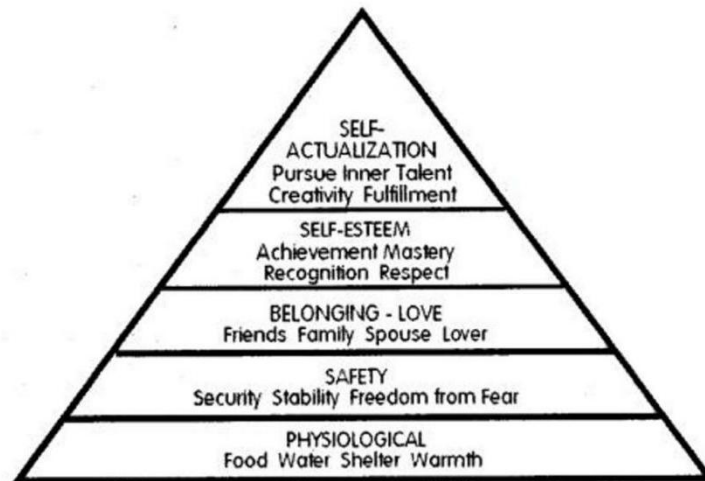 SELF-
ACTUALIZATION
Pursue Inner Talent
Creativity Fulfillment
SELF-ESTEEM
Achievement Mastery
Recognition Respect
BELONGING - LOVE
Friends Family Spouse Lover
SAFETY
Security Stability Freedom from Fear
PHYSIOLOGICAL
Food Water Shelter Warmth